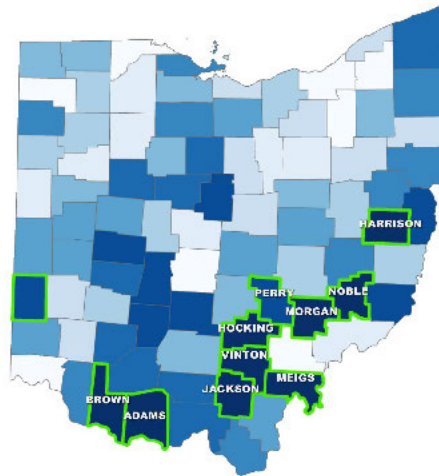 HARRISON
PERRY
NOBLE
MORGAN
HOCKING
VINTON
JACKSON
MEIGS
BROWN
ADAMS